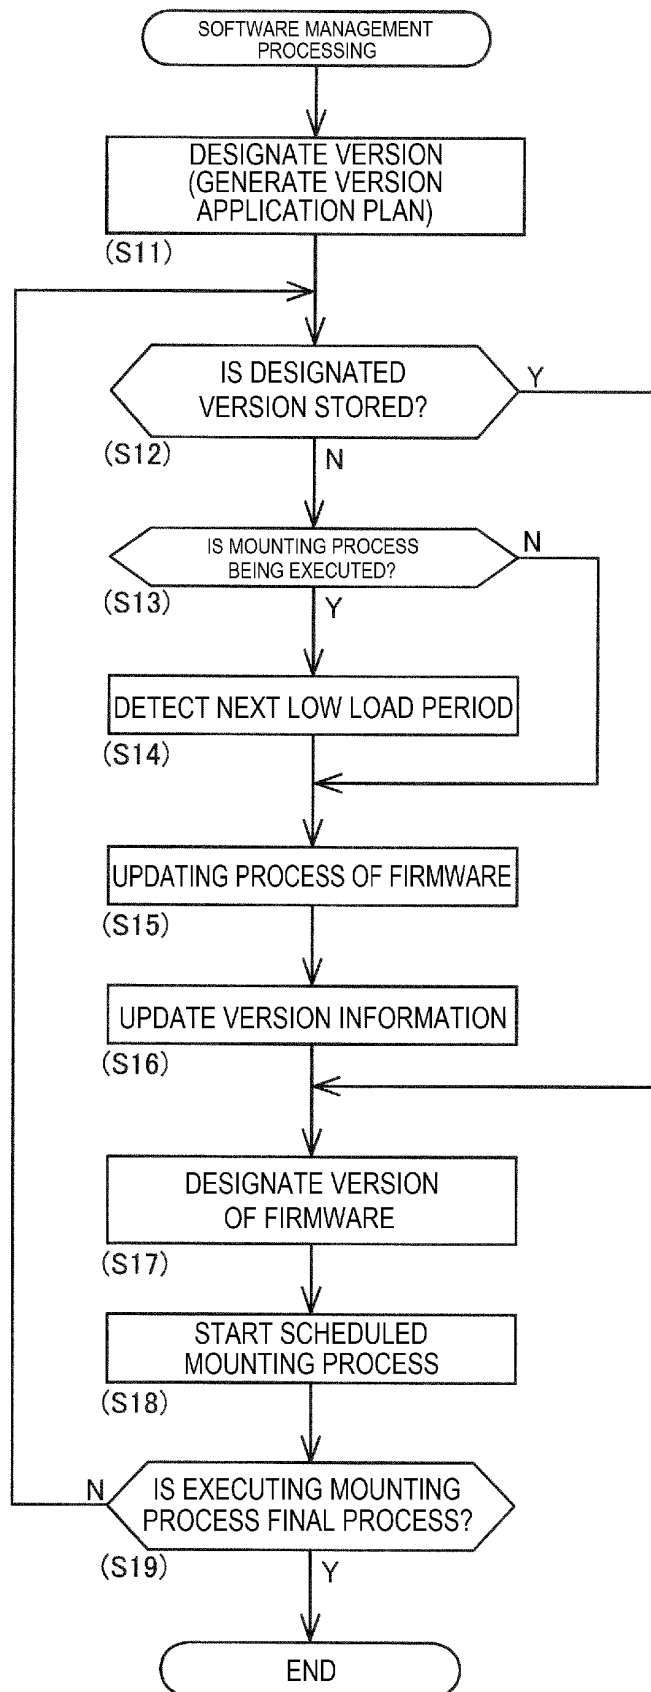 SOFTWARE MANAGEMENT
PROCESSING
DESIGNATE VERSION
(GENERATE VERSION
APPLICATION PLAN)
(S11)
IS DESIGNATED
VERSION STORED?
Y
(S12)
N
IS MOUNTING PROCESS
BEING EXECUTED?
N
(S13)
Y
DETECT NEXT LOW LOAD PERIOD
(S14)
UPDATING PROCESS OF FIRMWARE
(S15)
UPDATE VERSION INFORMATION
(S16)
DESIGNATE VERSION
OF FIRMWARE
(S17)
START SCHEDULED
MOUNTING PROCESS
(S18)
N
IS EXECUTING MOUNTING
PROCESS FINAL PROCESS?
(S19)
Y
END